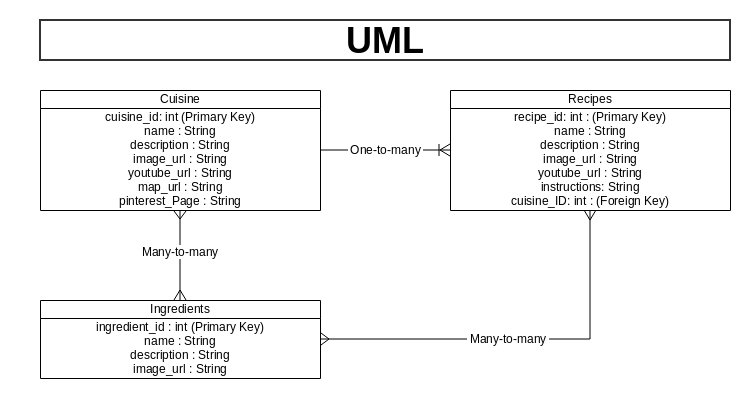 UML
Cuisine
cuisine_id: int (Primary Key)
name : String
description : String
image_url : String
youtube_url : String
map_url : String
pinterest_Page : String
One-to-many
Recipes
recipe_id: int : (Primary Key)
name : String
description : String
image_url : String
youtube_url : String
instructions: String
cuisine_ID: int : (Foreign Key)
Many-to-many
Ingredients
ingredient_id : int (Primary Key)
name : String
description : String
image_url : String
Many-to-many